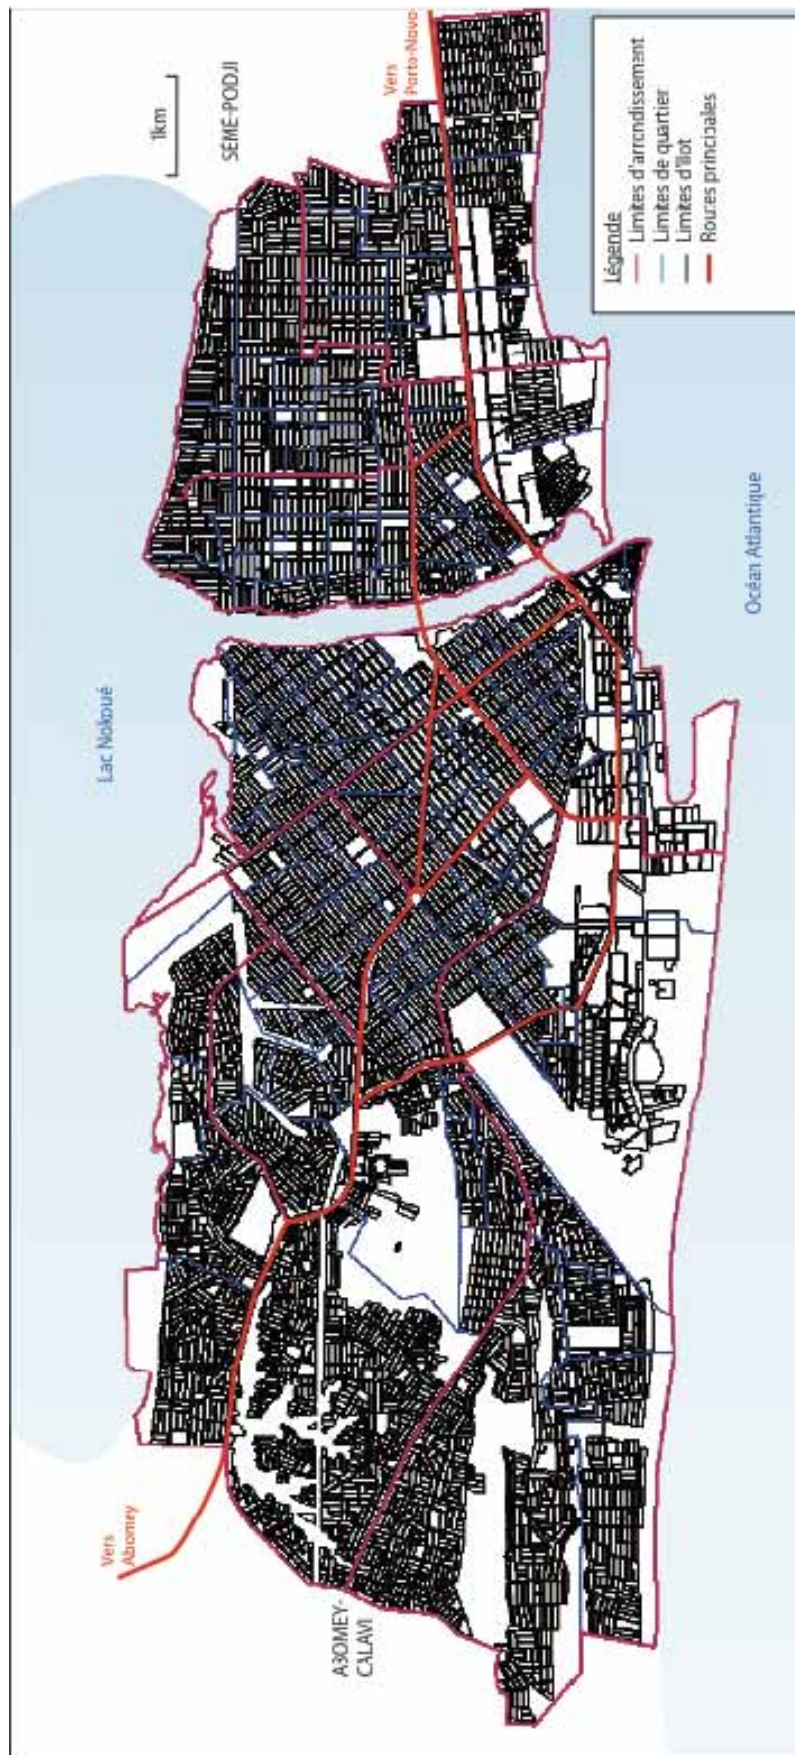 Vers
Abomey
ABOMEY-
CALAVI
Lac Nokoué
Océan Atlantique
1km
SÈMÈ-PODJI
Vers
Porto-Novo
Légende
Limites d'arrondissement
Limites de quartier
Limites d'îlot
Routes principales